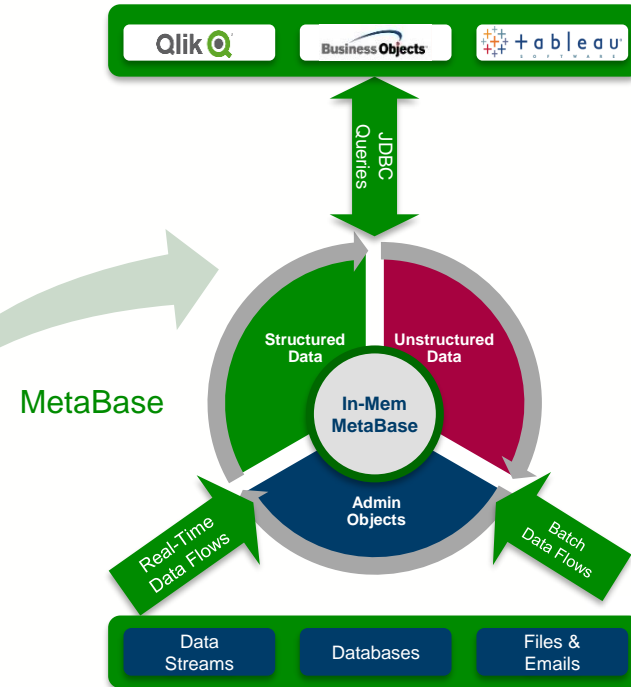 Qlik
Business Objects
+ableau
SOFTWARE
JDBC
Queries
Structured
Data
Unstructured
Data
MetaBase
In-Mem
MetaBase
Admin
Objects
Real-Time
Data Flows
Batch
Data Flows
Data
Streams
Databases
Files &
Emails